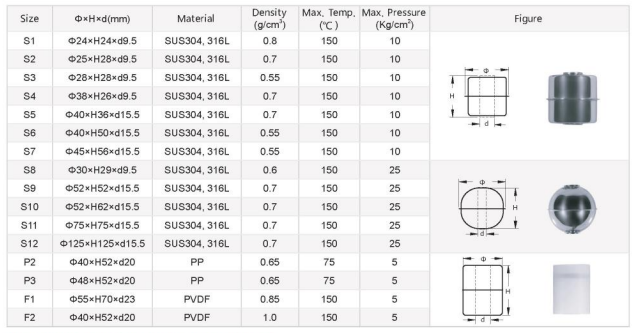 Size Φ×H×d(mm) Material Density (g/cm³) Max, Temp, (℃) Max, Pressure (Kg/cm²) Figure
S1 Φ24×H24×d9.5 SUS304, 316L 0.8 150 10
S2 Φ25×H28×d9.5 SUS304, 316L 0.7 150 10
S3 Φ28×H28×d9.5 SUS304, 316L 0.55 150 10
S4 Φ38×H26×d9.5 SUS304, 316L 0.7 150 10
S5 Φ40×H36×d15.5 SUS304, 316L 0.7 150 10
S6 Φ40×H50×d15.5 SUS304, 316L 0.55 150 10
S7 Φ45×H56×d15.5 SUS304, 316L 0.55 150 10
Φ
H
d
S8 Φ30×H29×d9.5 SUS304, 316L 0.6 150 25
S9 Φ52×H52×d15.5 SUS304, 316L 0.7 150 25
S10 Φ52×H62×d15.5 SUS304, 316L 0.7 150 25
S11 Φ75×H75×d15.5 SUS304, 316L 0.7 150 25
S12 Φ125×H125×d15.5 SUS304, 316L 0.7 150 25
Φ
H
d
P2 Φ40×H52×d20 PP 0.65 75 5
P3 Φ48×H52×d20 PP 0.65 75 5
F1 Φ55×H70×d23 PVDF 0.85 150 5
F2 Φ40×H52×d20 PVDF 1.0 150 5
Φ
H
d